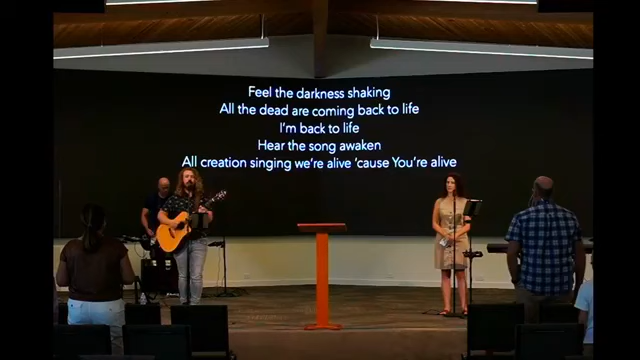 Feel the darkness shaking
All the dead are coming back to life
I'm back to life
Hear the song awaken
All creation singing we're alive 'cause You're alive